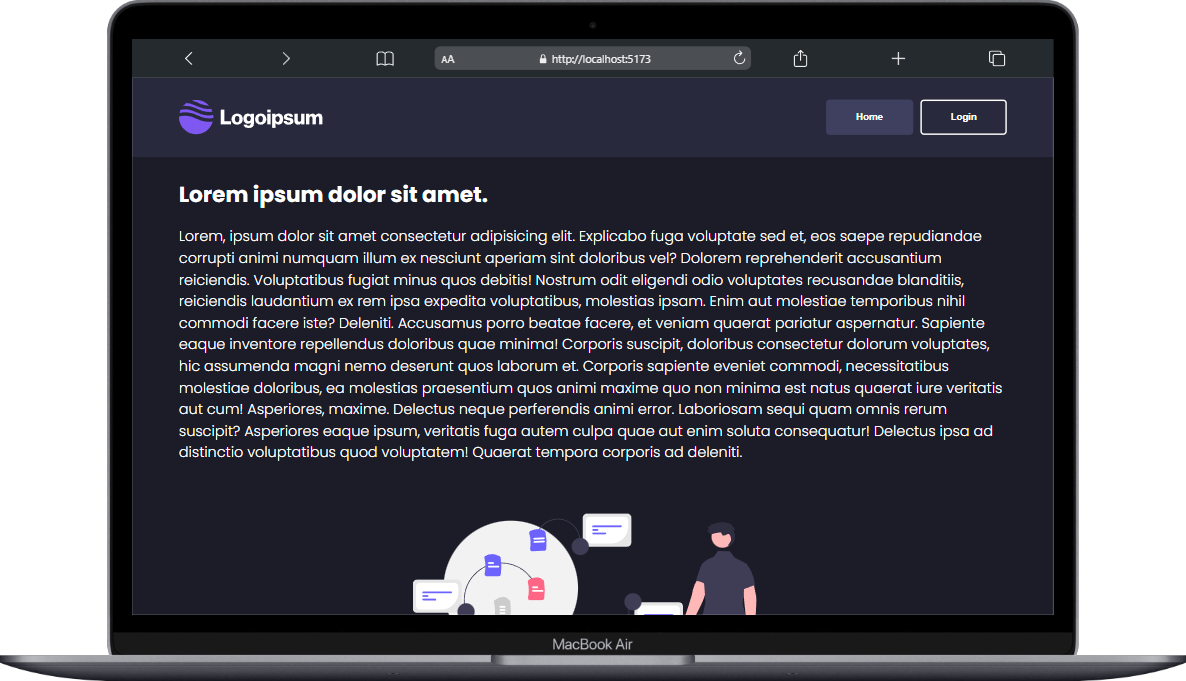 AA
http://localhost:5173
Logoipsum
Home
Login
Lorem ipsum dolor sit amet.
Lorem, ipsum dolor sit amet consectetur adipisicing elit. Explicabo fuga voluptate sed et, eos saepe repudiandae
corrupti animi numquam illum ex nesciunt aperiam sint doloribus vel? Dolorem reprehenderit accusantium
reiciendis. Voluptatibus fugiat minus quos debitis! Nostrum odit eligendi odio voluptates recusandae blanditiis,
reiciendis laudantium ex rem ipsa expedita voluptatibus, molestias ipsam. Enim aut molestiae temporibus nihil
commodi facere iste? Deleniti. Accusamus porro beatae facere, et veniam quaerat pariatur aspernatur. Sapiente
eaque inventore repellendus doloribus quae minima! Corporis suscipit, doloribus consectetur dolorum voluptates,
hic assumenda magni nemo deserunt quos laborum et. Corporis sapiente eveniet commodi, necessitatibus
molestiae doloribus, ea molestias praesentium quos animi maxime quo non minima est natus quaerat iure veritatis
aut cum! Asperiores, maxime. Delectus neque perferendis animi error. Laboriosam sequi quam omnis rerum
suscipit? Asperiores eaque ipsum, veritatis fuga autem culpa quae aut enim soluta consequatur! Delectus ipsa ad
distinctio voluptatibus quod voluptatem! Quaerat tempora corporis ad deleniti.
MacBook Air